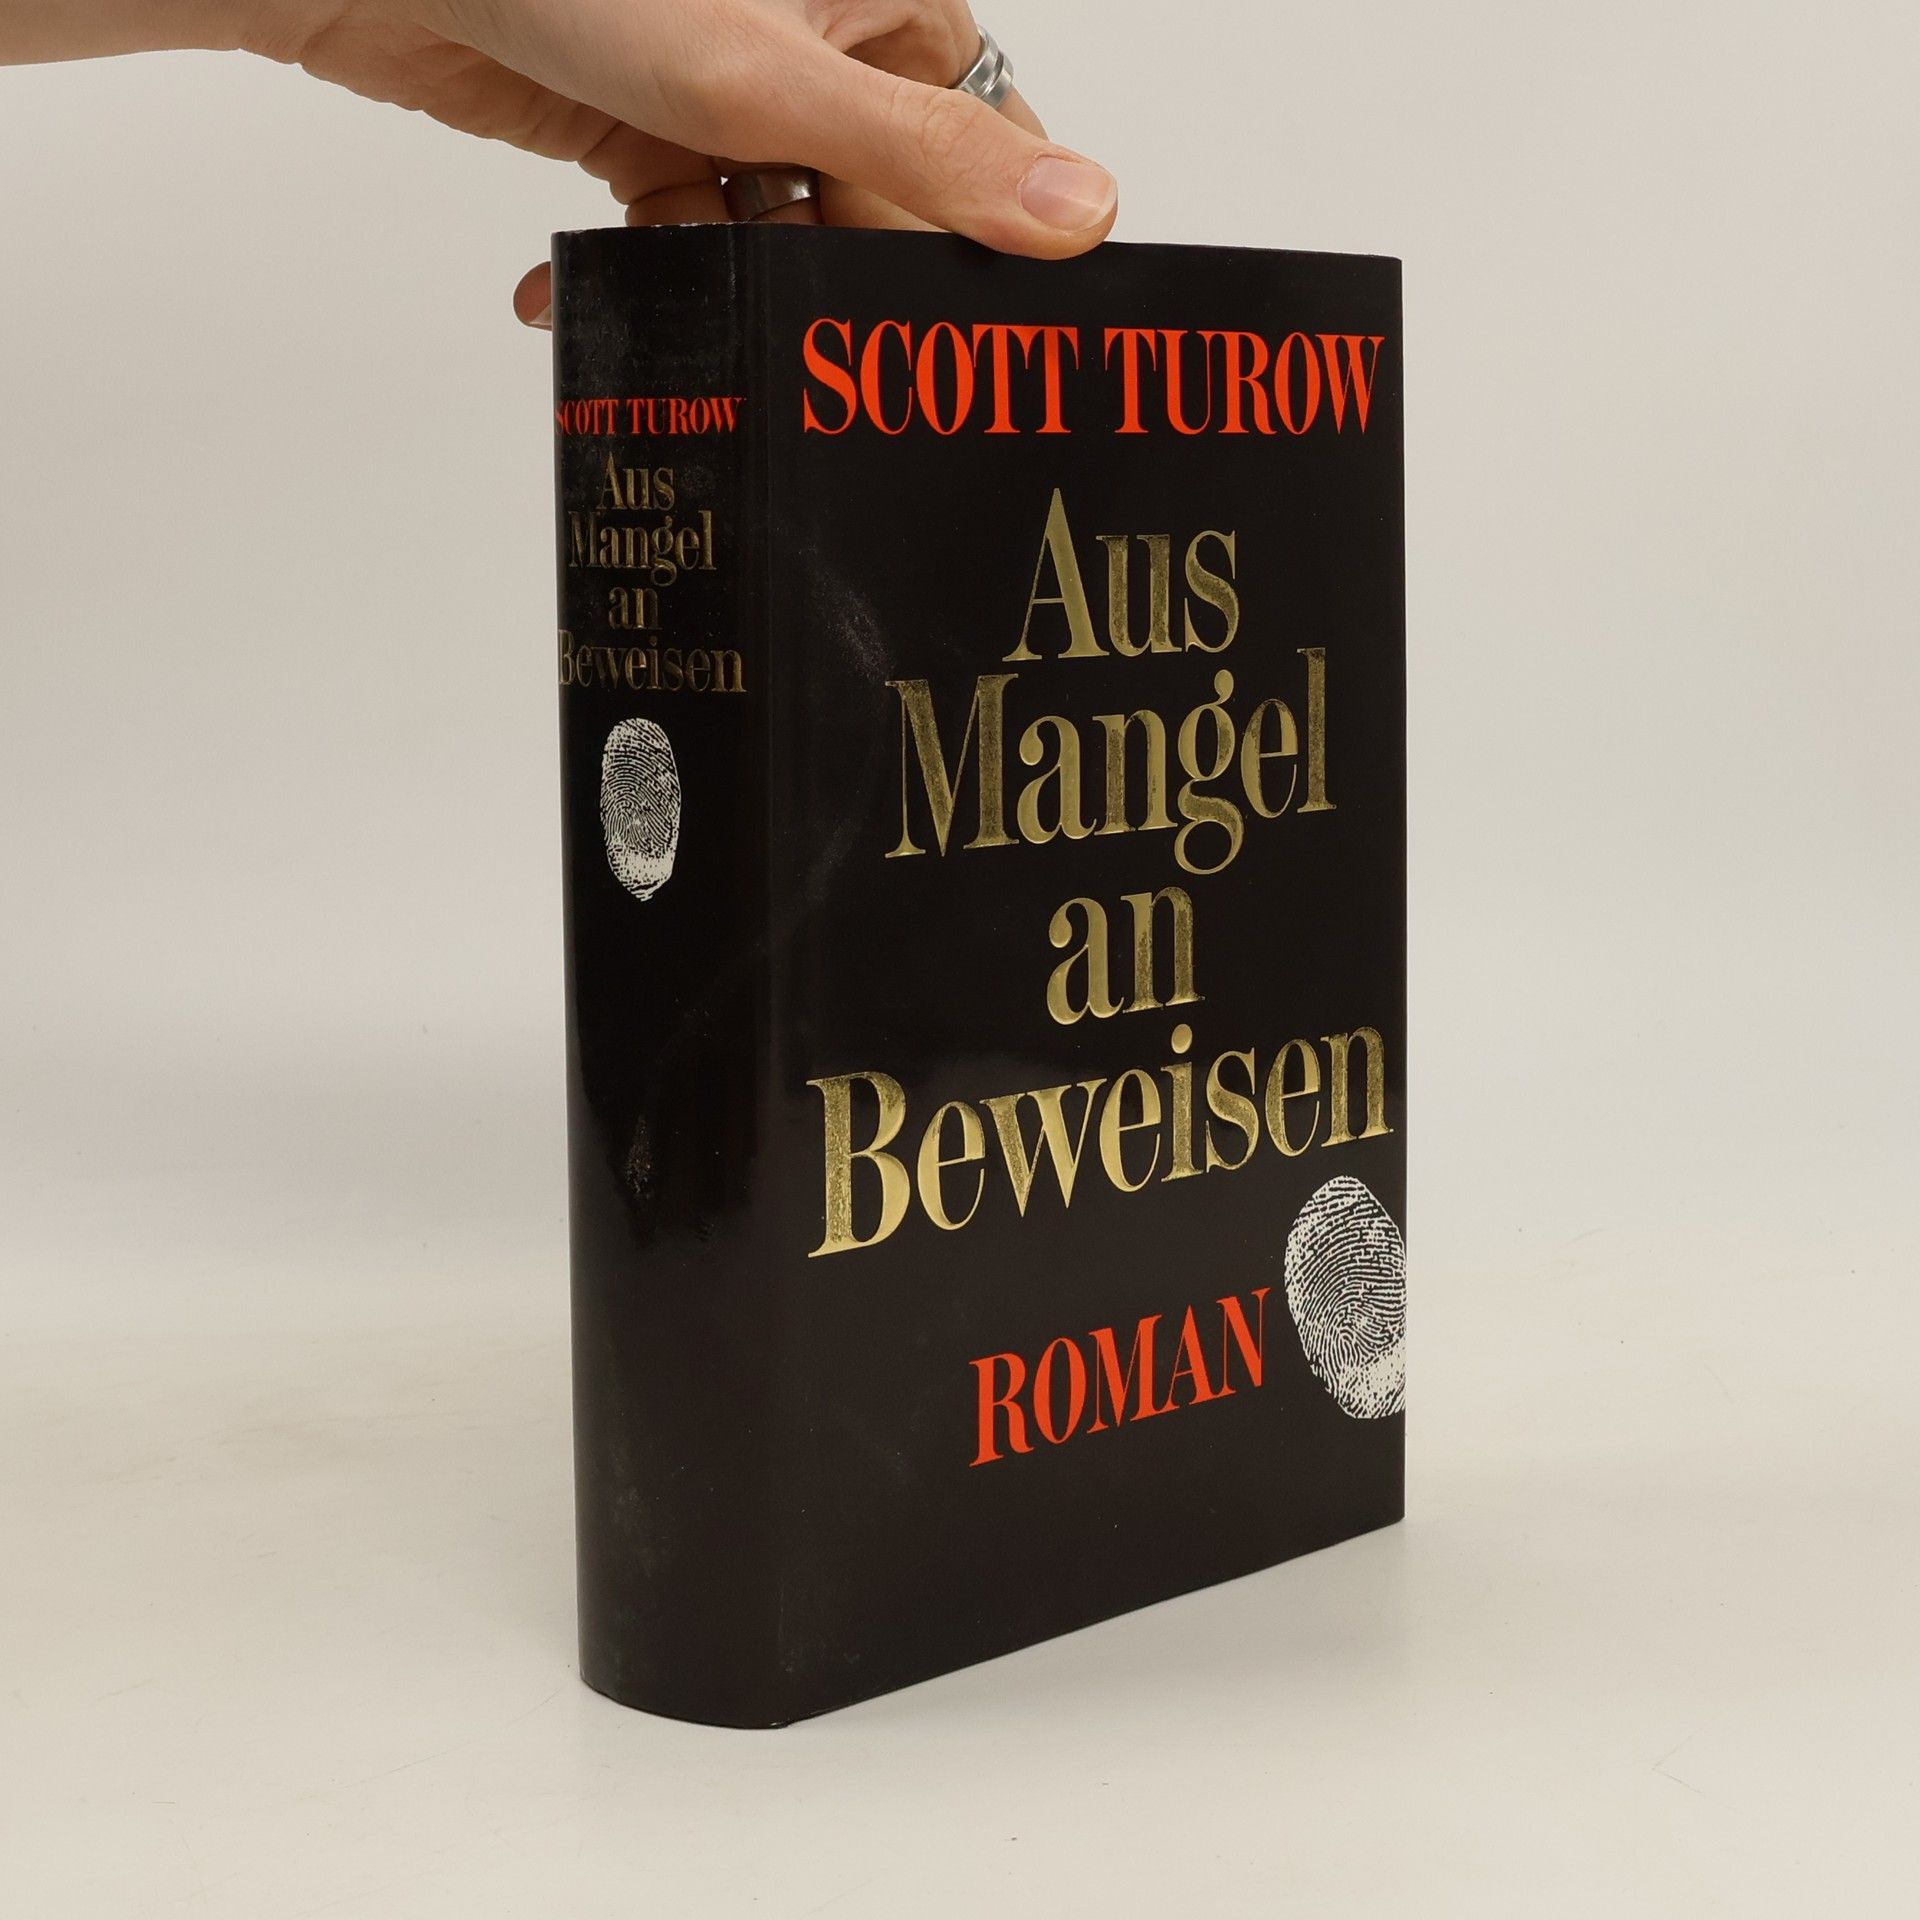 SCOTT TUROW
Aus
Mangel
an
Beweisen
SCOTT TUROW
Aus
Mangel
an
Beweisen
ROMAN